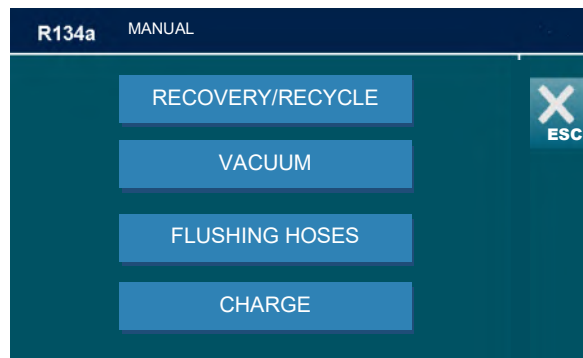 R134a MANUAL
RECOVERY/RECYCLE
ESC
VACUUM
FLUSHING HOSES
CHARGE